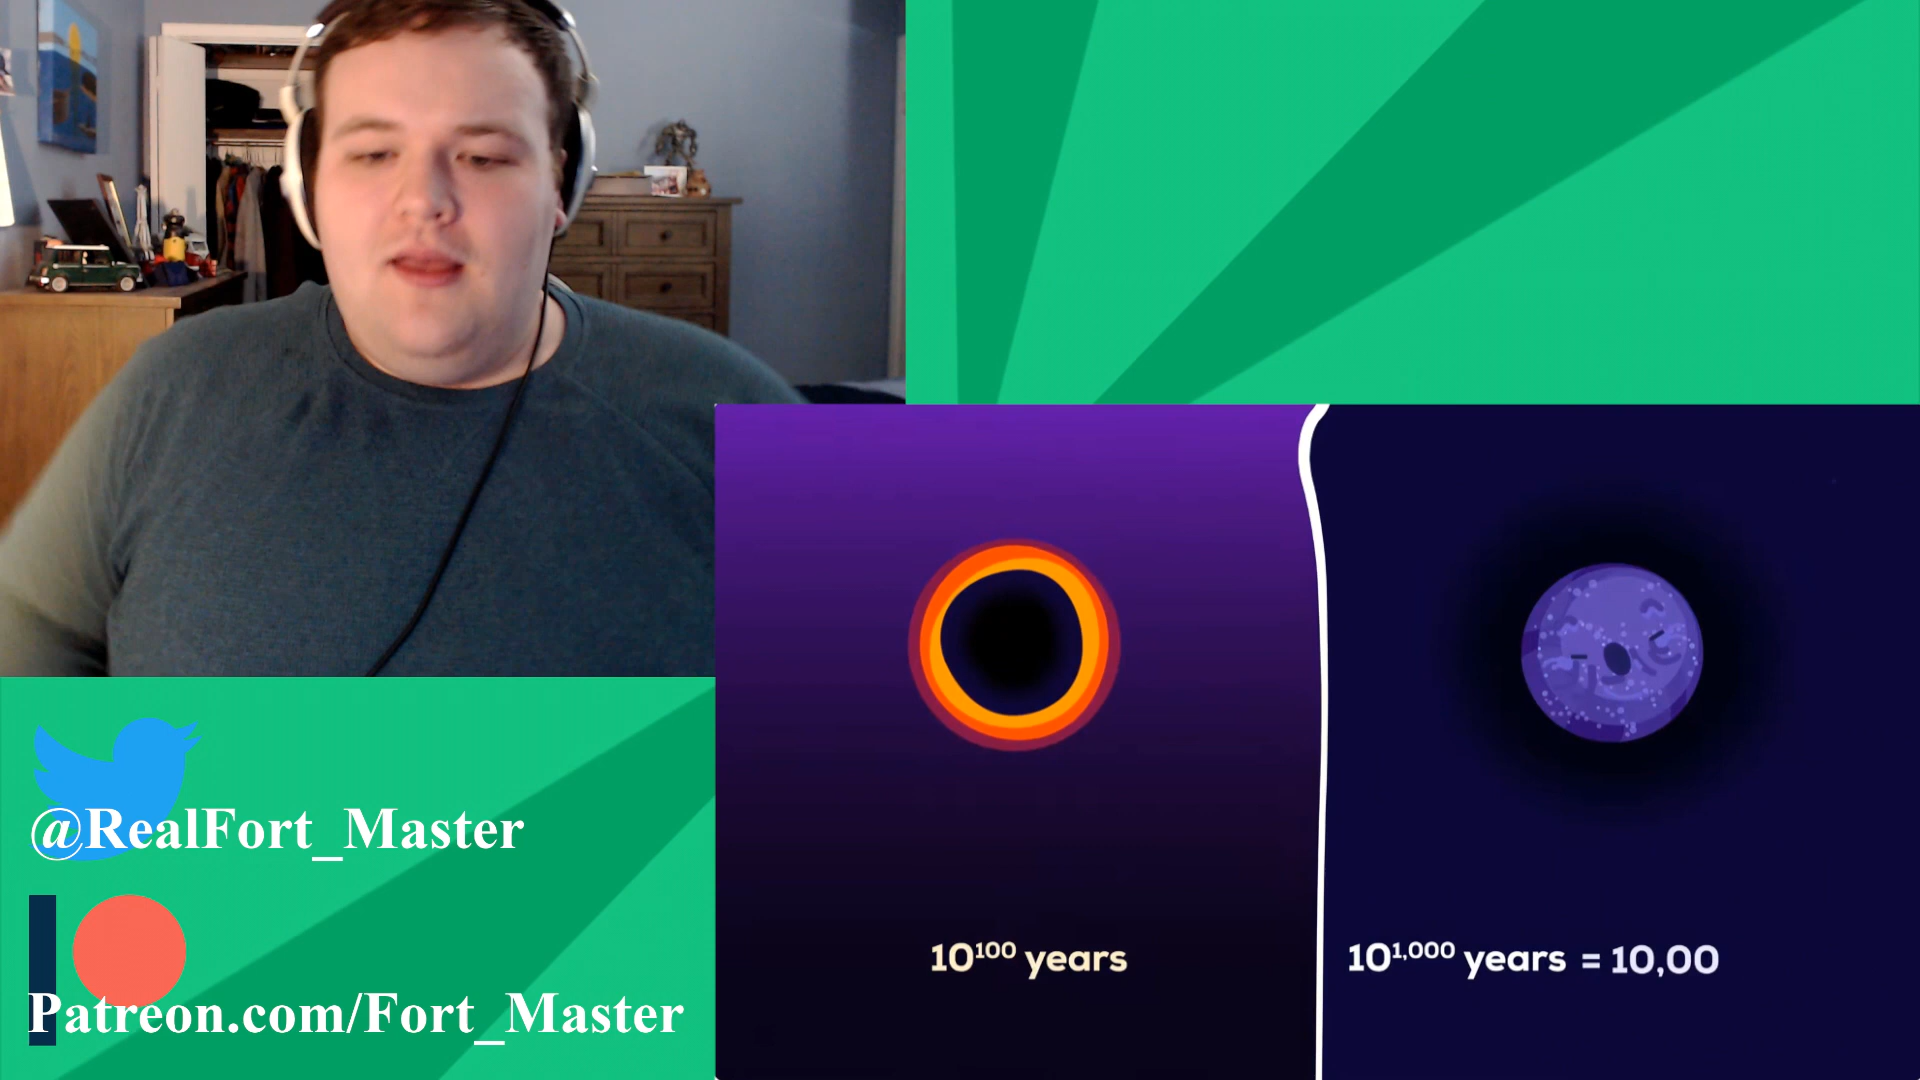 10¹⁰⁰ years
10¹,⁰⁰⁰ years = 10,00
@RealFort_Master
Patreon.com/Fort_Master